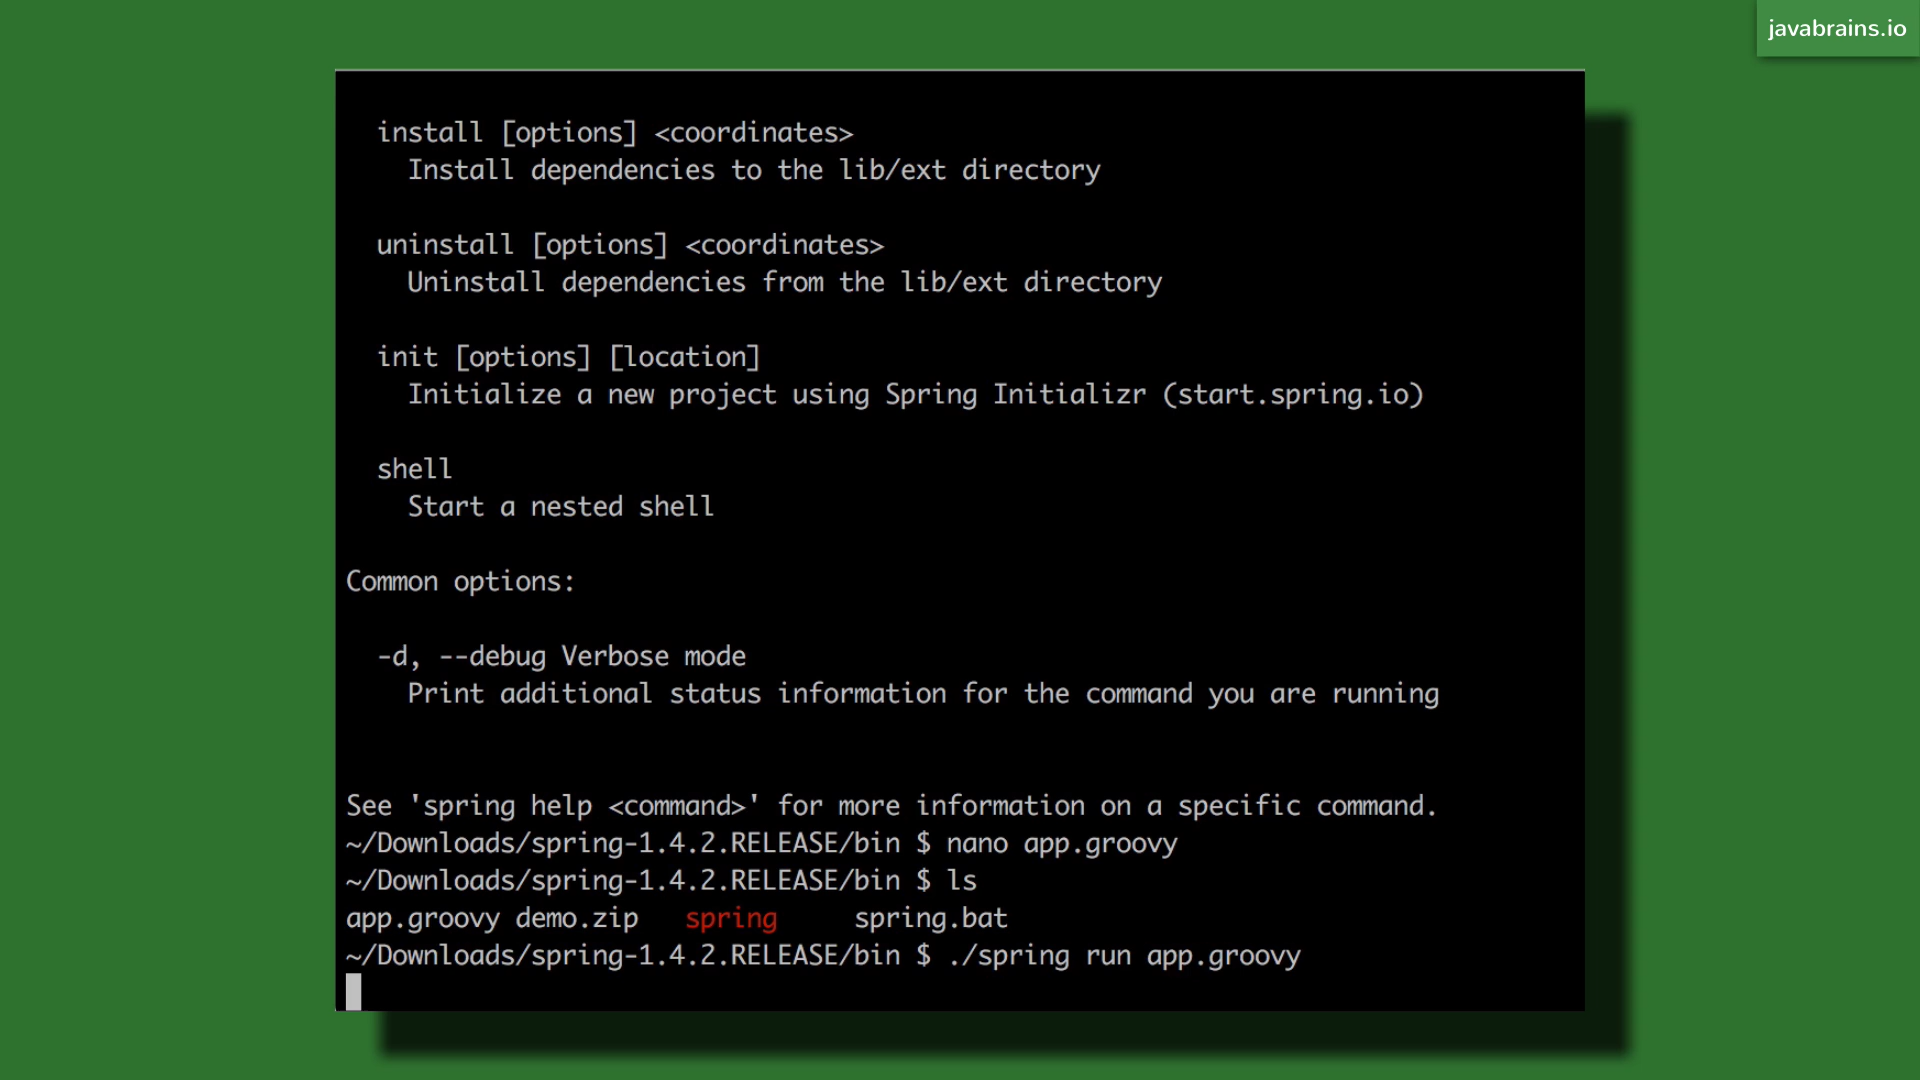 javabrains.io
install [options] <coordinates>
Install dependencies to the lib/ext directory
uninstall [options] <coordinates>
Uninstall dependencies from the lib/ext directory
init [options] [location]
Initialize a new project using Spring Initializr (start.spring.io)
shell
Start a nested shell
Common options:
-d, --debug Verbose mode
Print additional status information for the command you are running
See 'spring help <command>' for more information on a specific command.
~/Downloads/spring-1.4.2.RELEASE/bin $ nano app.groovy
~/Downloads/spring-1.4.2.RELEASE/bin $ ls
app.groovy demo.zip spring spring.bat
~/Downloads/spring-1.4.2.RELEASE/bin $ ./spring run app.groovy